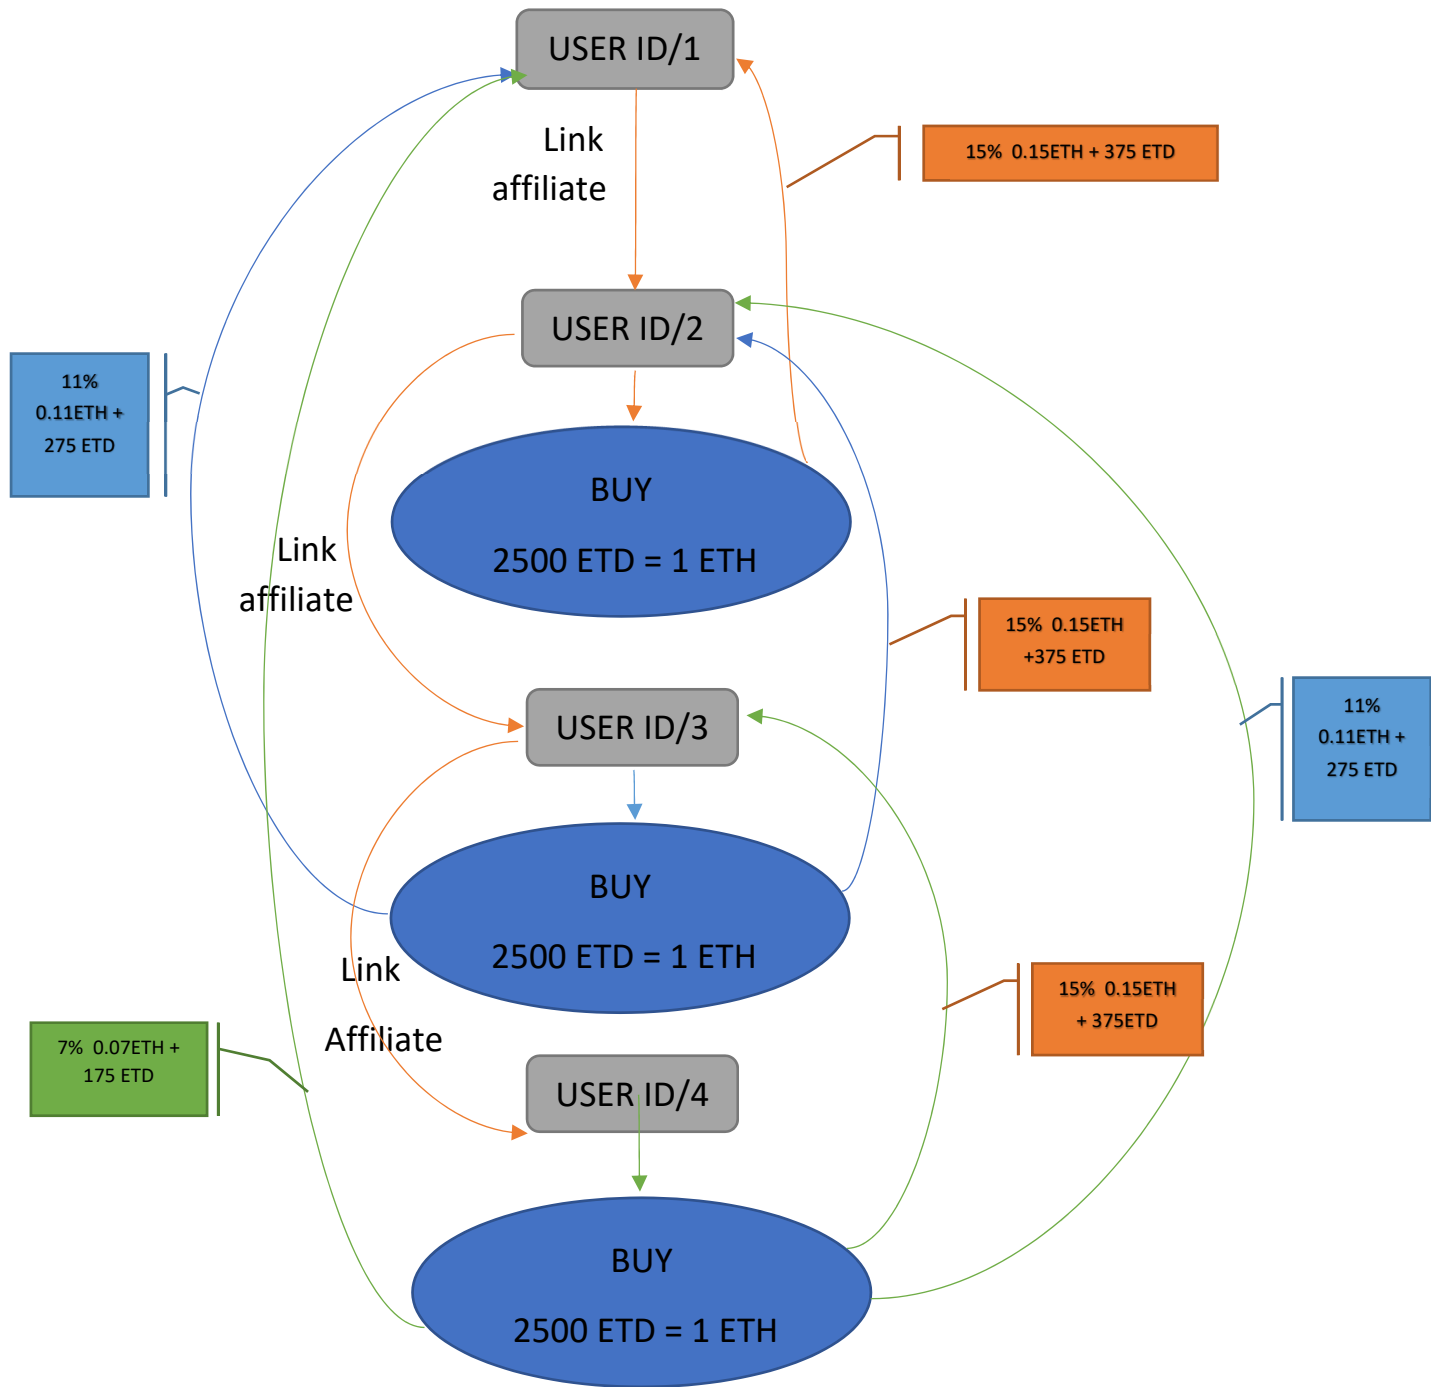 USER ID/1
Link
affiliate
15%  0.15ETH + 375 ETD
USER ID/2
11%
0.11ETH +
275 ETD
BUY
2500 ETD = 1 ETH
Link
affiliate
15%  0.15ETH
+375 ETD
USER ID/3
11%
0.11ETH +
275 ETD
BUY
2500 ETD = 1 ETH
Link
Affiliate
15%  0.15ETH
+ 375ETD
7%  0.07ETH +
175 ETD
USER ID/4
BUY
2500 ETD = 1 ETH